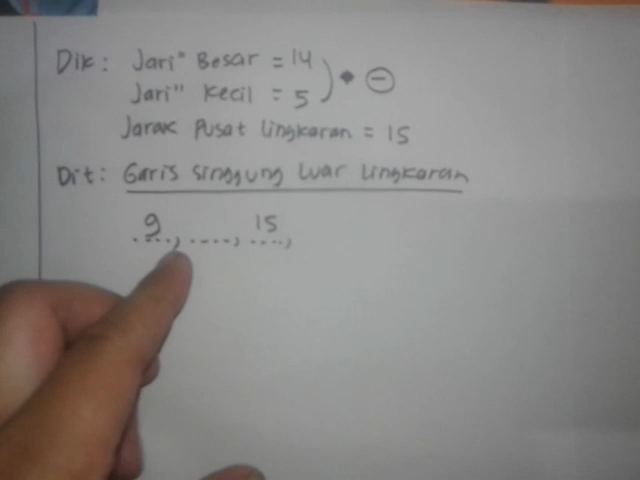 Dik: Jari" Besar = 14
Jari" Kecil = 5
Jarak Pusat lingkaran = 15
Dit: Garis singgung luar lingkaran
9, ...., 15,